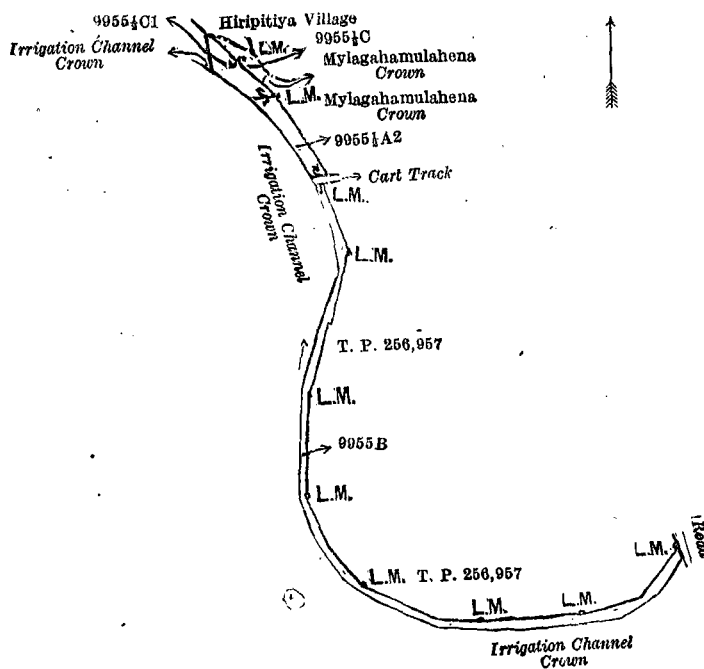 9955½C1
Hiripitiya Village
Irrigation Channel
Crown
L.M.
9955½C
Mylagahamulahena
Crown
L.M.
Mylagahamulahena
Crown
9955½A2
Irrigation Channel
Crown
Cart Track
L.M.
L.M.
T. P. 256,957
L.M.
9955B
L.M.
L.M.
T. P. 256,957
L.M.
L.M.
L.M.
Road
Irrigation Channel
Crown